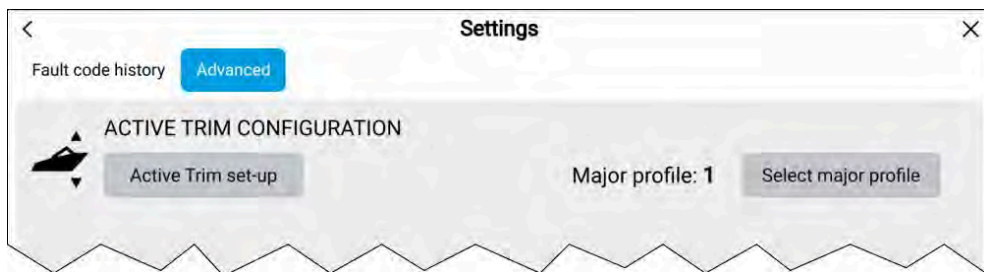 Settings
Fault code history Advanced
ACTIVE TRIM CONFIGURATION
Active Trim set-up Major profile: 1 Select major profile